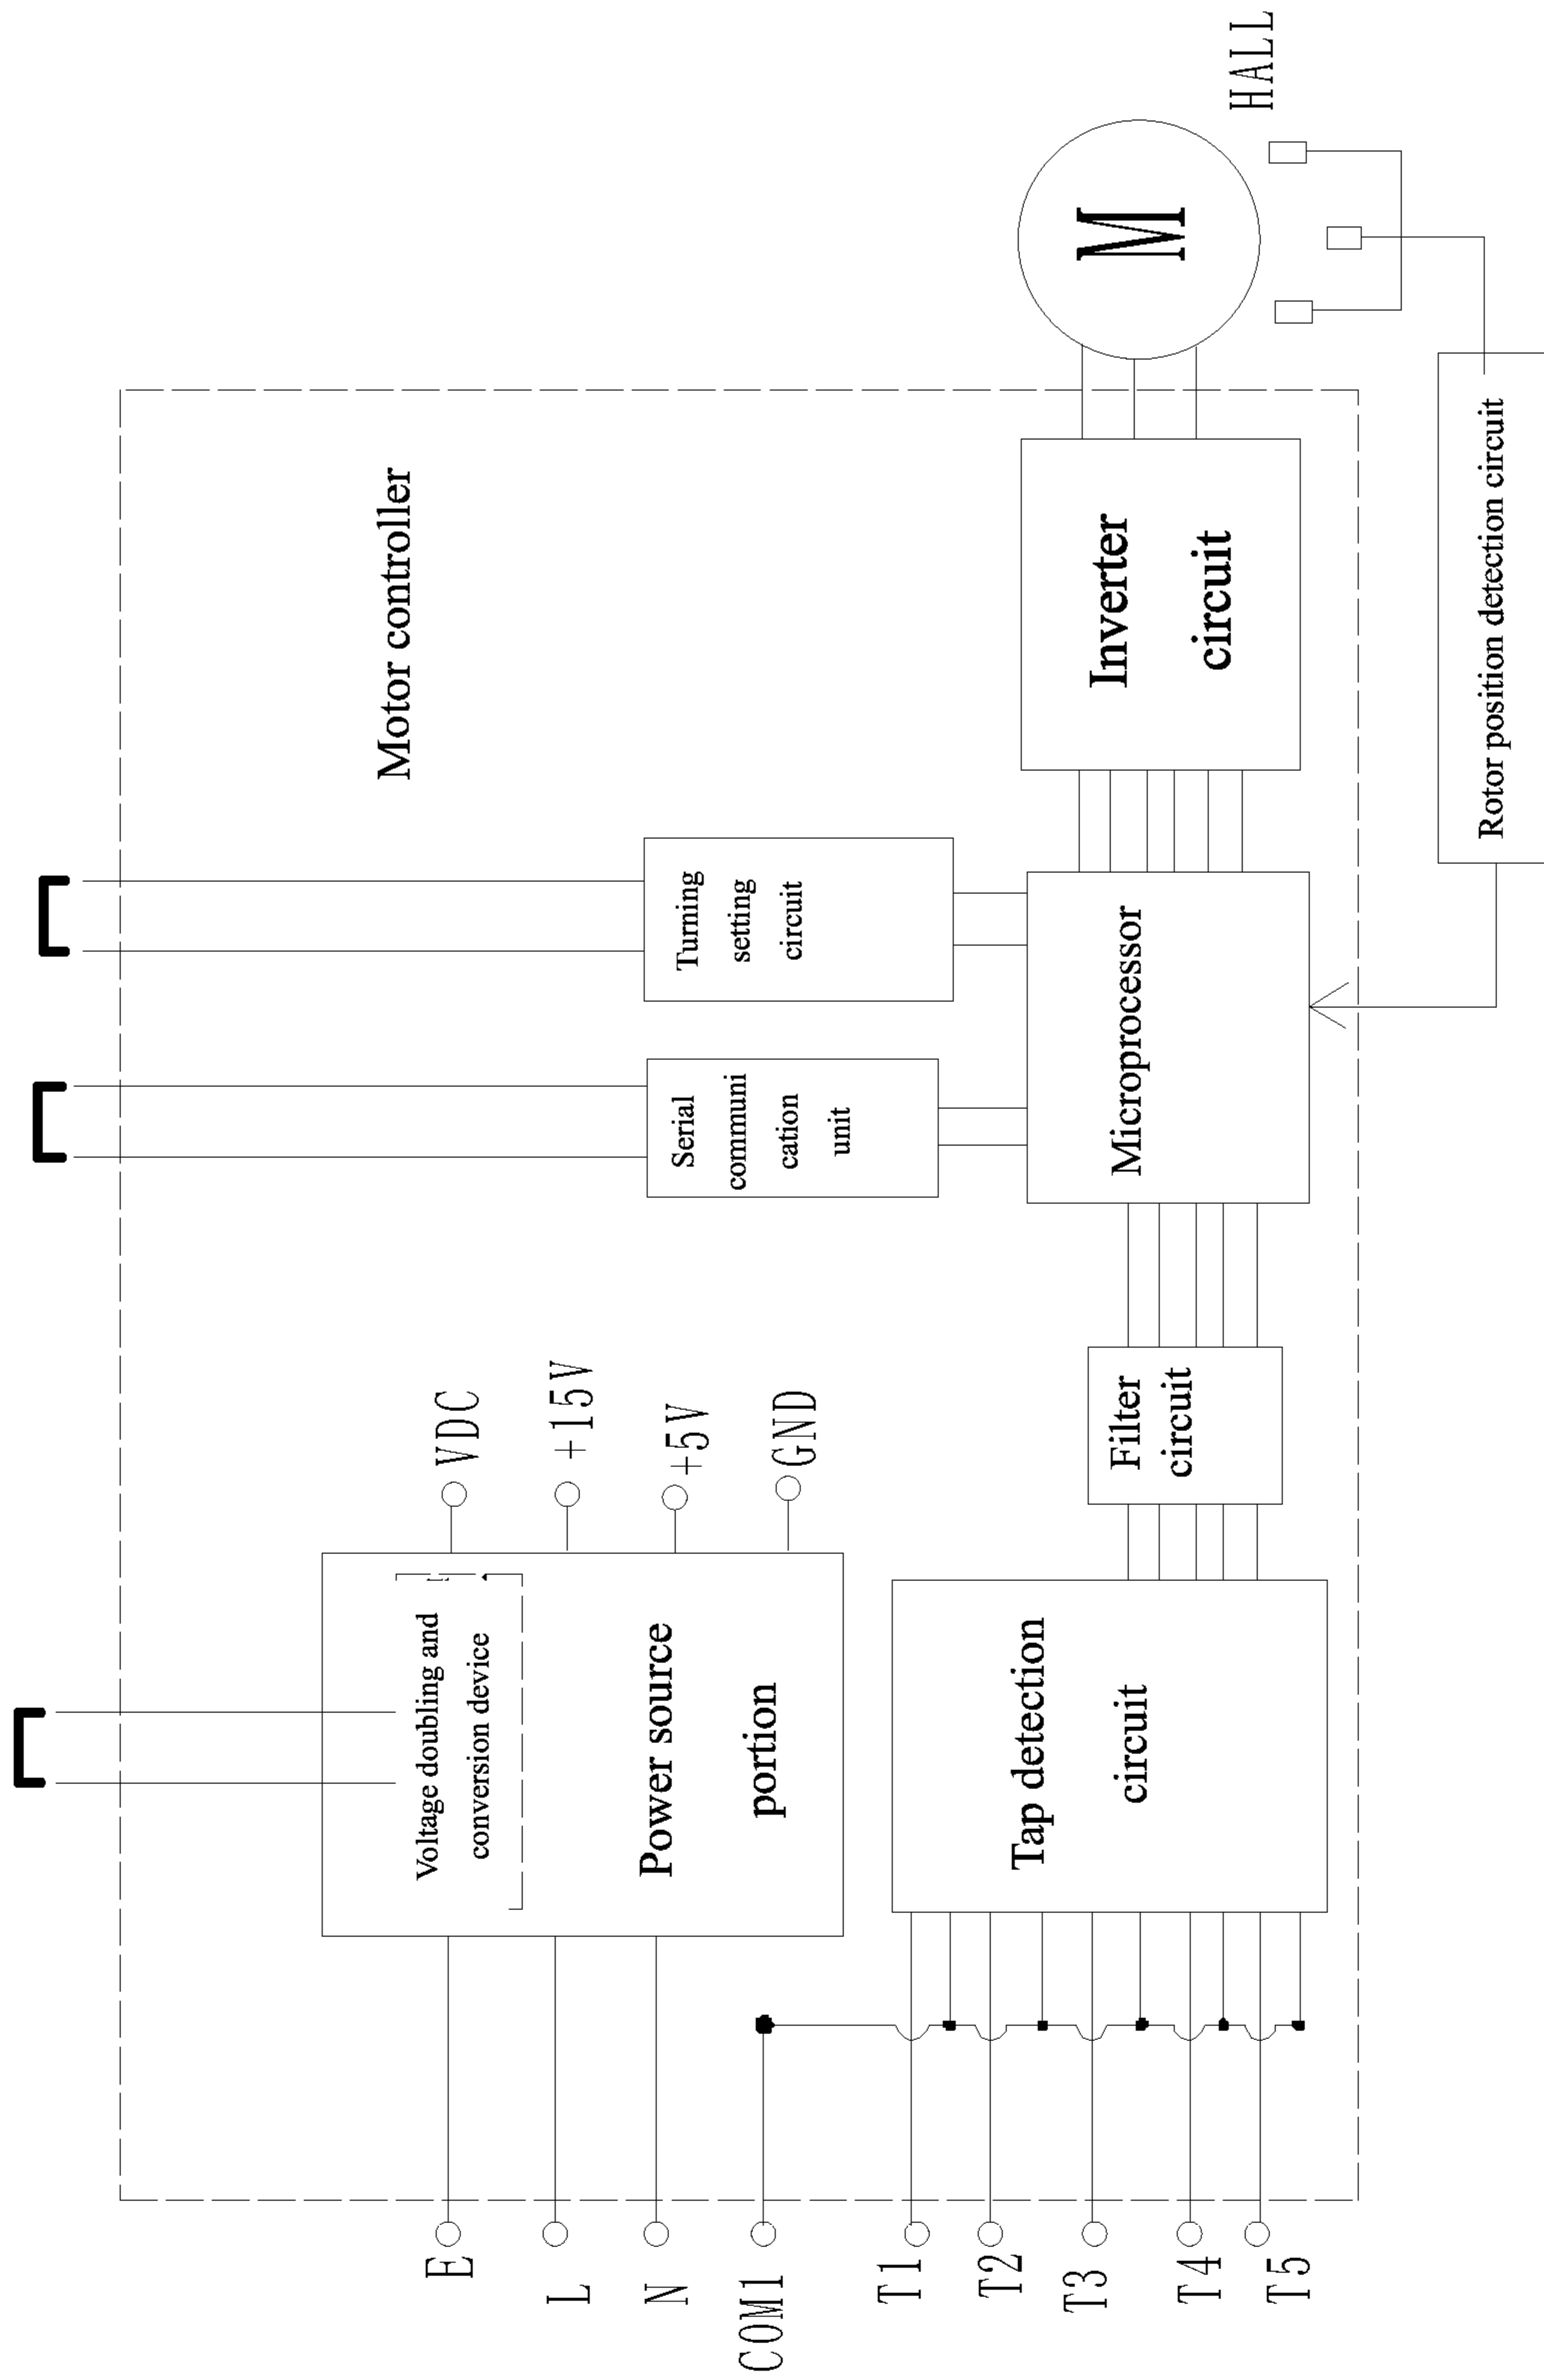 Motor controller
Voltage doubling and
conversion device
Power source
portion
VDC
+15V
+5V
GND
Serial
communi
cation
unit
Turning
setting
circuit
E
L
N
COM1
T1
T2
T3
T4
T5
Tap detection
circuit
Filter
circuit
Microprocessor
Inverter
circuit
M
HALL
Rotor position detection circuit